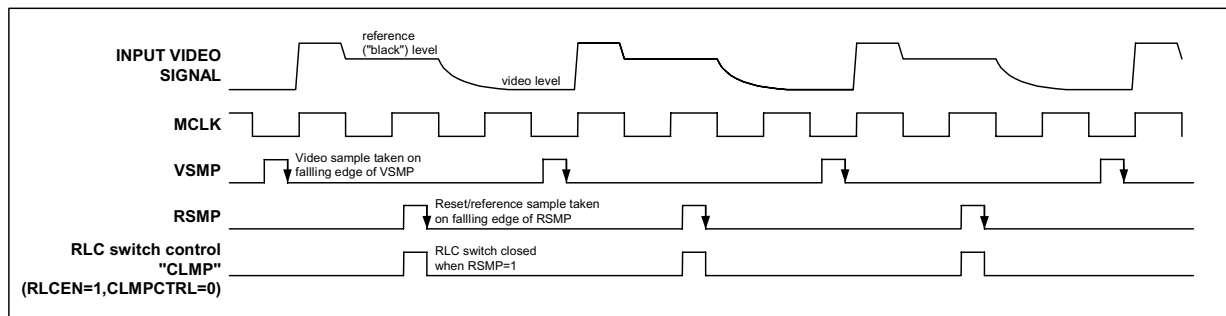 INPUT VIDEO
SIGNAL
reference
("black") level
video level
MCLK
VSMP
Video sample taken on
fallling edge of VSMP
RSMP
Reset/reference sample taken
on fallling edge of RSMP
RLC switch control
"CLMP"
(RLCEN=1,CLMPCTRL=0)
RLC switch closed
when RSMP=1